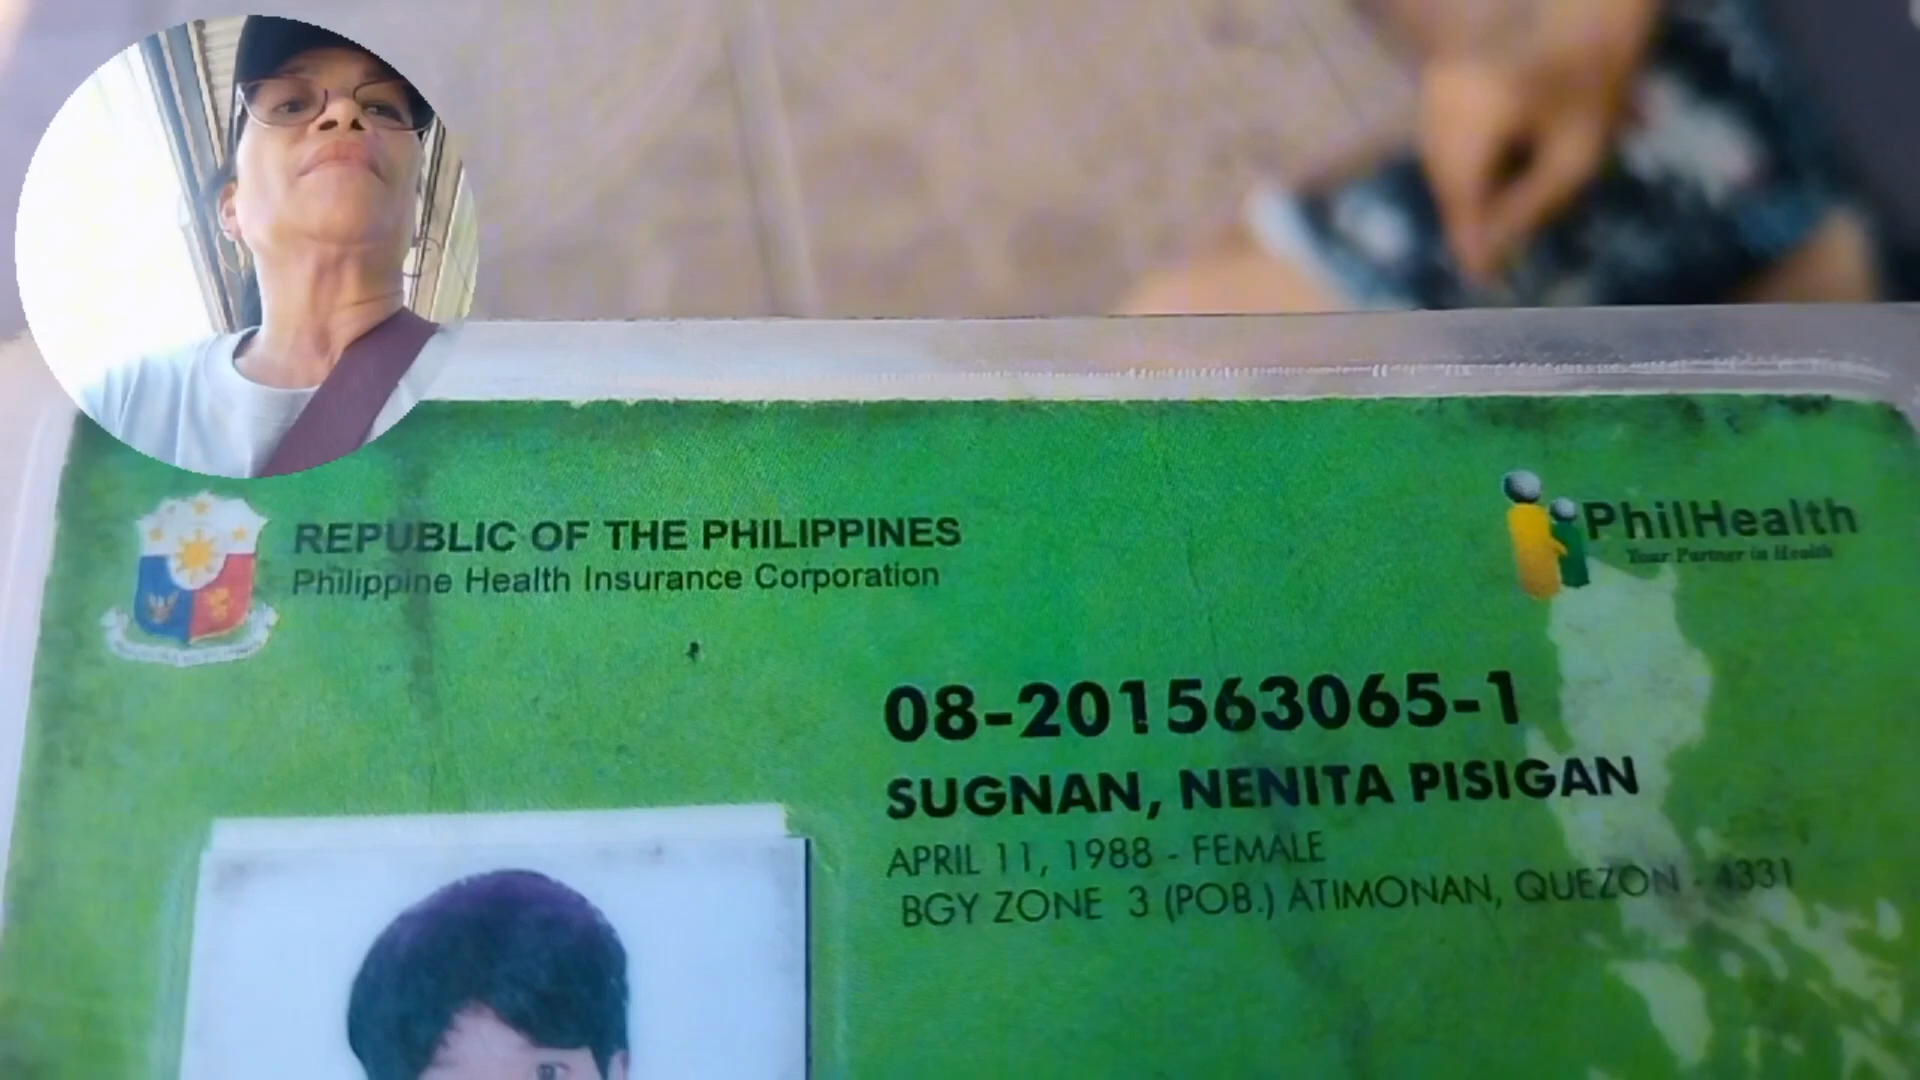 REPUBLIC OF THE PHILIPPINES
Philippine Health Insurance Corporation
PhilHealth
Your Partner in Health
08-201563065-1
SUGNAN, NENITA PISIGAN
APRIL 11, 1988 - FEMALE
BGY ZONE 3 (POB.) ATIMONAN, QUEZON - 4331